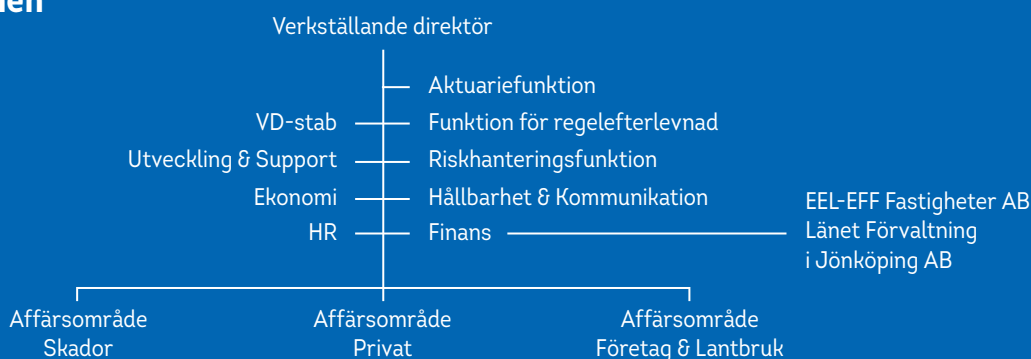 Verkställande direktör
Aktuariefunktion
VD-stab
Funktion för regelefterlevnad
Utveckling & Support
Riskhanteringsfunktion
Ekonomi
Hållbarhet & Kommunikation
HR
Finans
EEL-EFF Fastigheter AB
Länet Förvaltning
i Jönköping AB
Affärsområde
Skador
Affärsområde
Privat
Affärsområde
Företag & Lantbruk